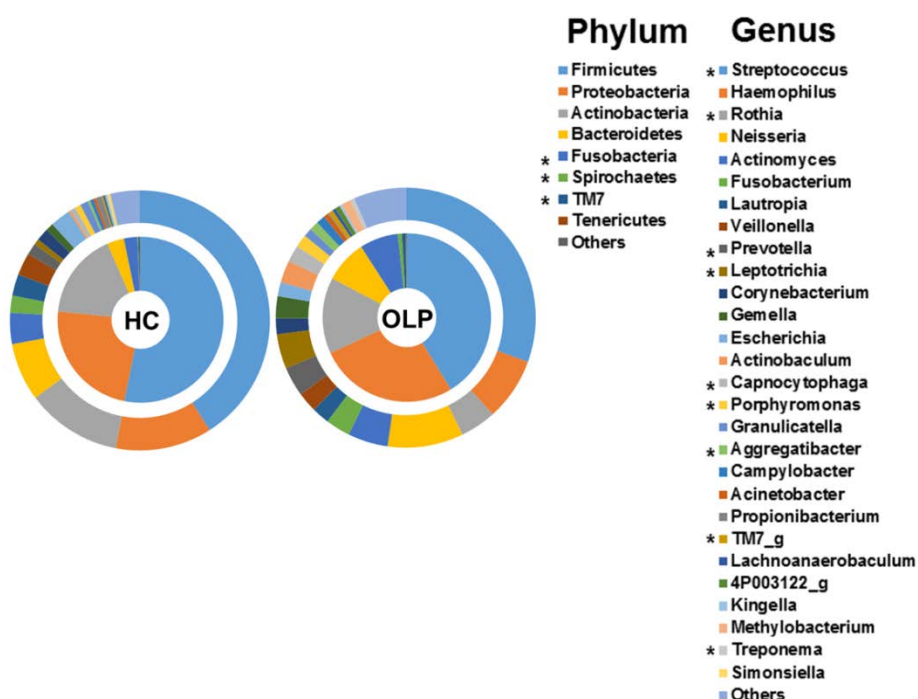 HC
OLP
Phylum
Firmicutes
Proteobacteria
Actinobacteria
Bacteroidetes
* Fusobacteria
* Spirochaetes
* TM7
Tenericutes
Others
Genus
* Streptococcus
Haemophilus
* Rothia
Neisseria
Actinomyces
Fusobacterium
Lautropia
Veillonella
* Prevotella
* Leptotrichia
Corynebacterium
Gemella
Escherichia
Actinobaculum
* Capnocytophaga
* Porphyromonas
Granulicatella
* Aggregatibacter
Campylobacter
Acinetobacter
Propionibacterium
* TM7_g
Lachnoanaerobaculum
4P003122_g
Kingella
Methylobacterium
* Treponema
Simonsiella
Others